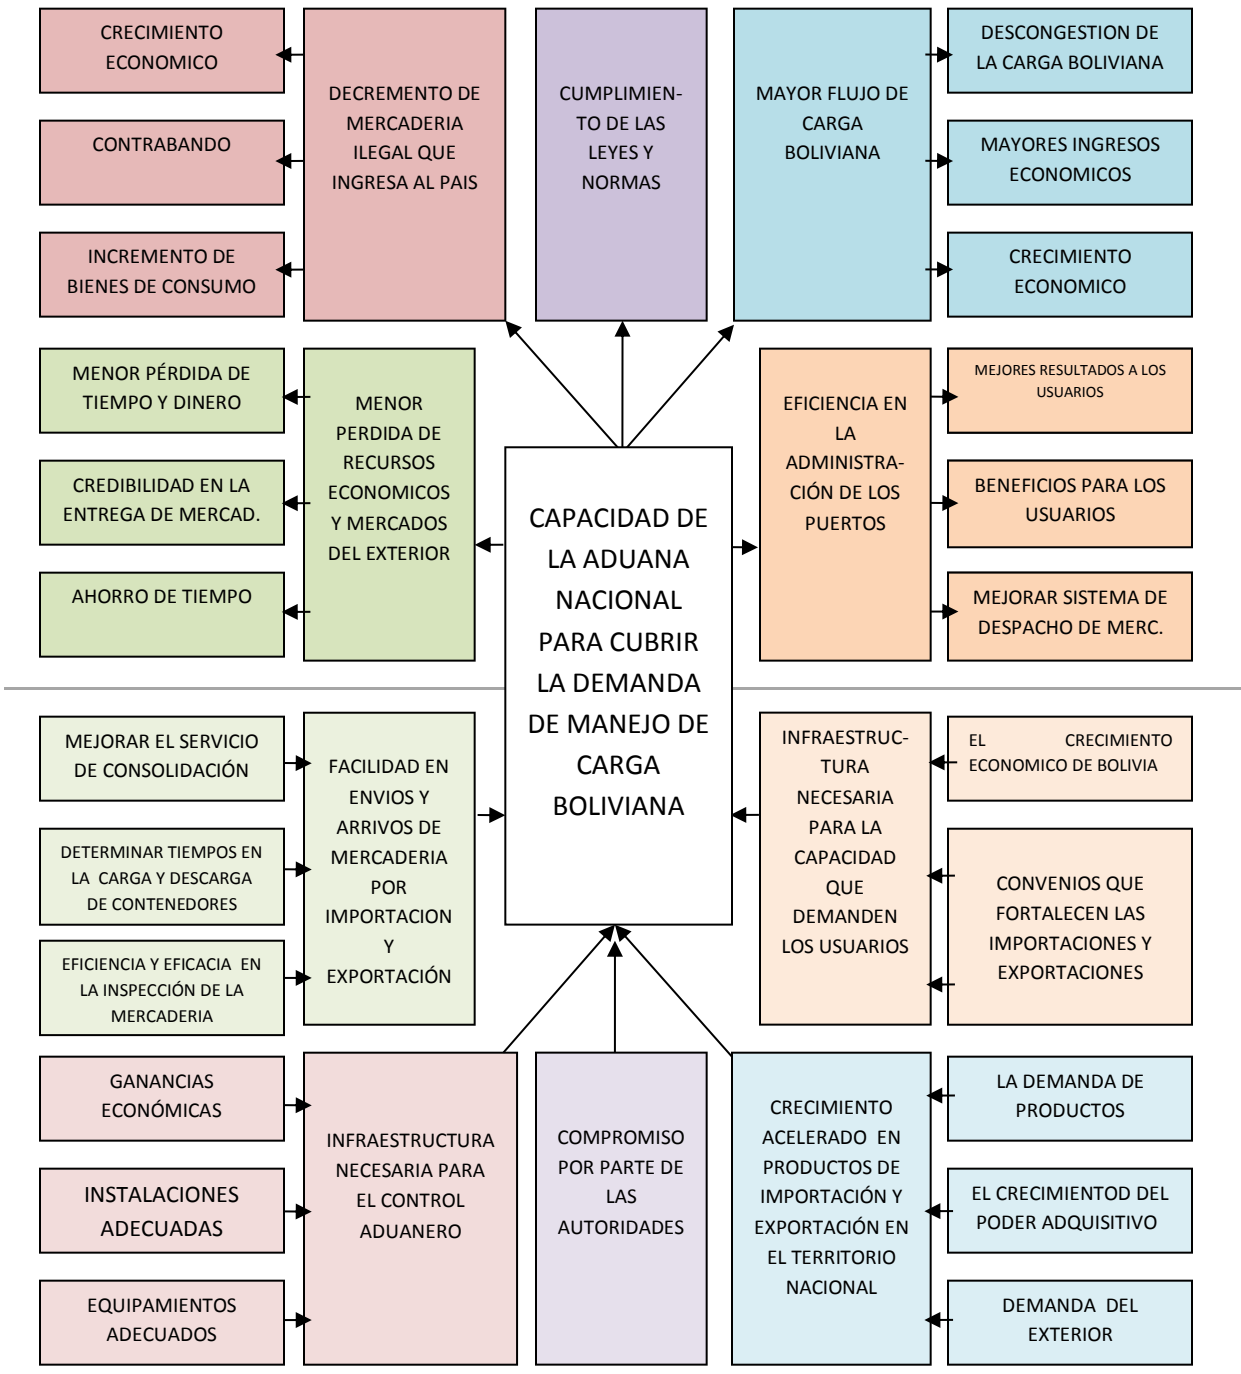 CRECIMIENTO
ECONOMICO
CONTRABANDO
INCREMENTO DE
BIENES DE CONSUMO
DECREMENTO DE
MERCADERIA
ILEGAL QUE
INGRESA AL PAIS
CUMPLIMIEN-
TO DE LAS
LEYES Y
NORMAS
MAYOR FLUJO DE
CARGA
BOLIVIANA
DESCONGESTION DE
LA CARGA BOLIVIANA
MAYORES INGRESOS
ECONOMICOS
CRECIMIENTO
ECONOMICO
MENOR PÉRDIDA DE
TIEMPO Y DINERO
CREDIBILIDAD EN LA
ENTREGA DE MERCAD.
AHORRO DE TIEMPO
MENOR
PERDIDA DE
RECURSOS
ECONOMICOS
Y MERCADOS
DEL EXTERIOR
CAPACIDAD DE
LA ADUANA
NACIONAL
PARA CUBRIR
LA DEMANDA
DE MANEJO DE
CARGA
BOLIVIANA
EFICIENCIA EN
LA
ADMINISTRA-
CIÓN DE LOS
PUERTOS
MEJORES RESULTADOS A LOS
USUARIOS
BENEFICIOS PARA LOS
USUARIOS
MEJORAR SISTEMA DE
DESPACHO DE MERC.
MEJORAR EL SERVICIO
DE CONSOLIDACIÓN
DETERMINAR TIEMPOS EN
LA CARGA Y DESCARGA
DE CONTENEDORES
EFICIENCIA Y EFICACIA EN
LA INSPECCIÓN DE LA
MERCADERIA
FACILIDAD EN
ENVIOS Y
ARRIVOS DE
MERCADERIA
POR
IMPORTACION
Y
EXPORTACIÓN
INFRAESTRUC-
TURA
NECESARIA
PARA LA
CAPACIDAD
QUE
DEMANDEN
LOS USUARIOS
EL CRECIMIENTO
ECONOMICO DE BOLIVIA
CONVENIOS QUE
FORTALECEN LAS
IMPORTACIONES Y
EXPORTACIONES
GANANCIAS
ECONÓMICAS
INSTALACIONES
ADECUADAS
EQUIPAMIENTOS
ADECUADOS
INFRAESTRUCTURA
NECESARIA PARA
EL CONTROL
ADUANERO
COMPROMISO
POR PARTE DE
LAS
AUTORIDADES
CRECIMIENTO
ACELERADO EN
PRODUCTOS DE
IMPORTACIÓN Y
EXPORTACIÓN EN
EL TERRITORIO
NACIONAL
LA DEMANDA DE
PRODUCTOS
EL CRECIMIENTOD DEL
PODER ADQUISITIVO
DEMANDA DEL
EXTERIOR